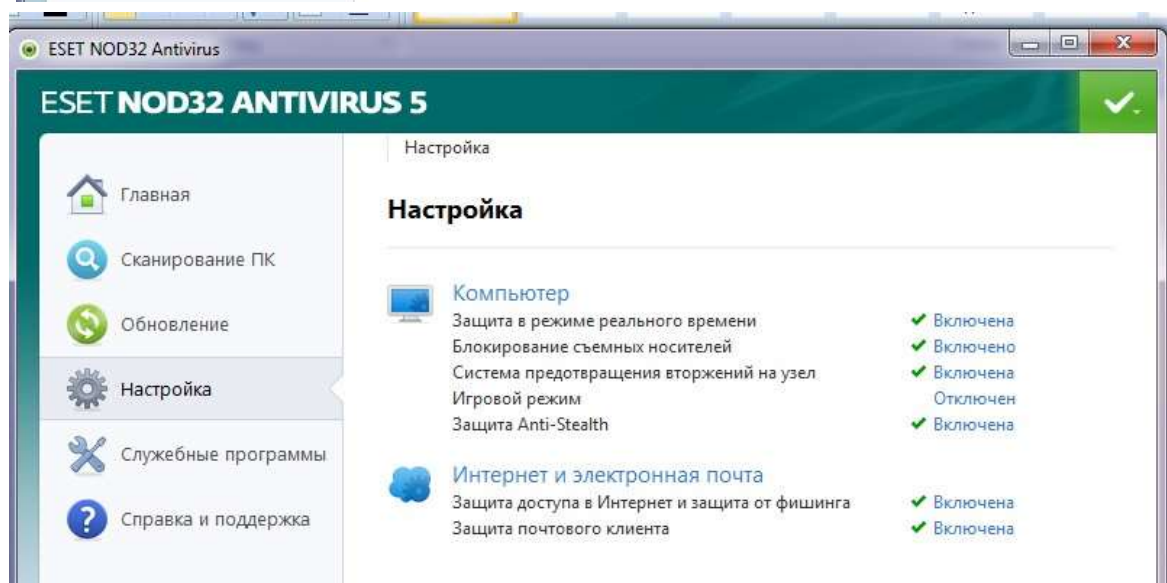 ESET NOD32 Antivirus
ESET NOD32 ANTIVIRUS 5
Главная
Сканирование ПК
Обновление
Настройка
Служебные программы
Справка и поддержка
Настройка
Настройка
Компьютер
Защита в режиме реального времени Включена
Блокирование съемных носителей Включено
Система предотвращения вторжений на узел Включена
Игровой режим Отключен
Защита Anti-Stealth Включена
Интернет и электронная почта
Защита доступа в Интернет и защита от фишинга Включена
Защита почтового клиента Включена